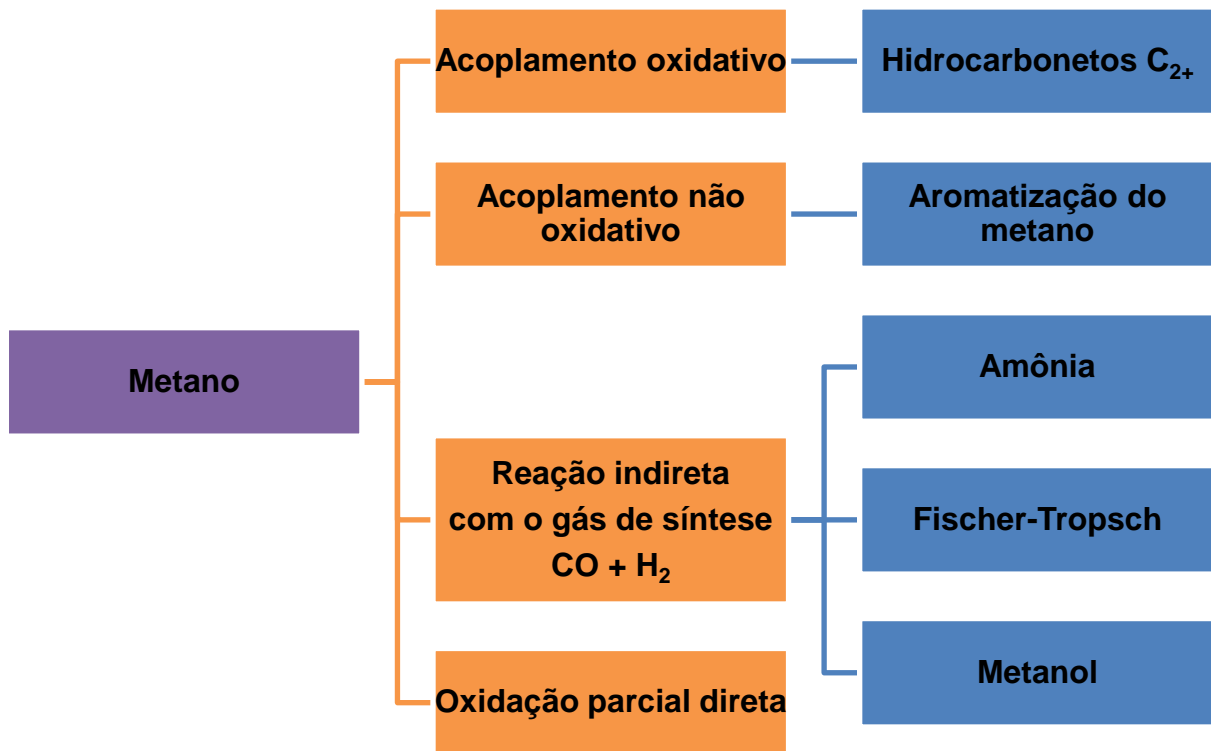 Acoplamento oxidativo
Hidrocarbonetos C₂₊
Acoplamento não
oxidativo
Aromatização do
metano
Metano
Reação indireta
com o gás de síntese
CO + H₂
Amônia
Fischer-Tropsch
Metanol
Oxidação parcial direta